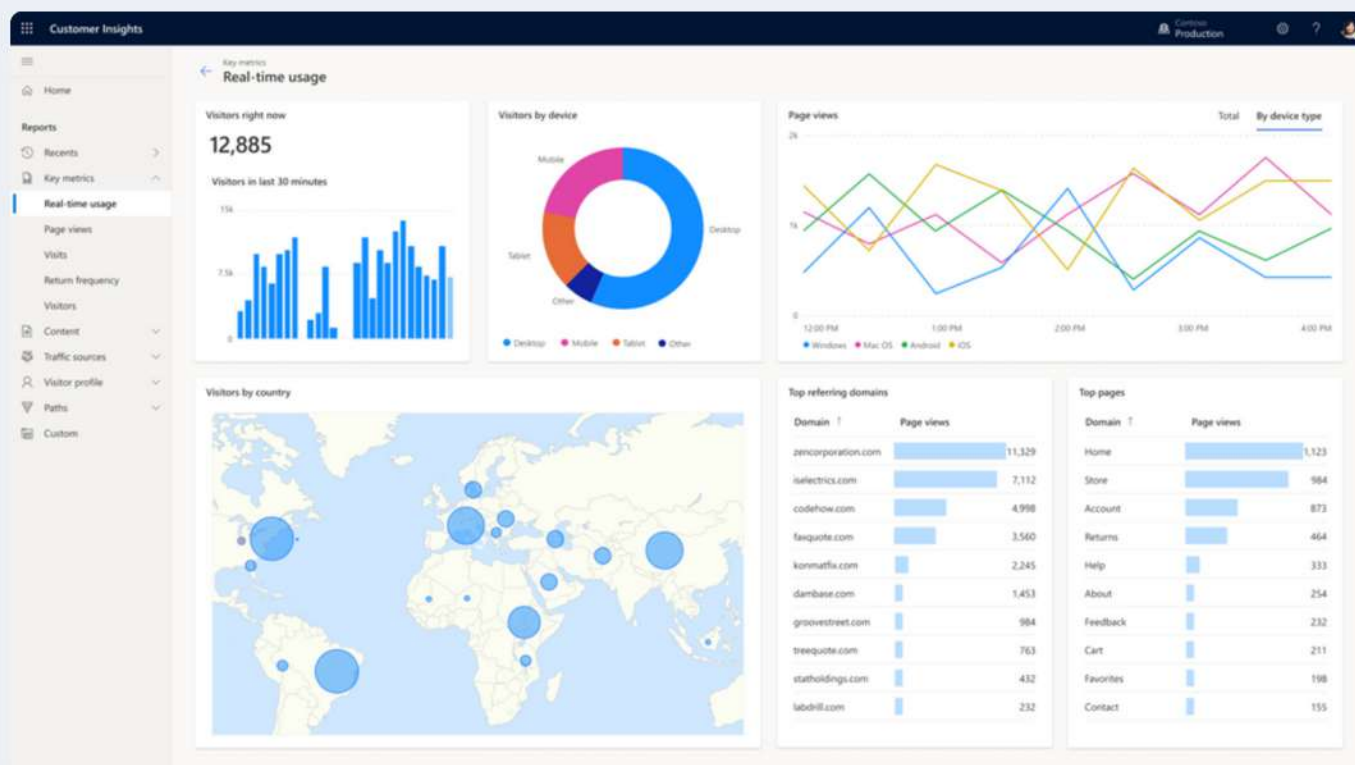 Customer Insights
Contoso
Production
?
Home
Reports
Recents
Key metrics
Real-time usage
Page views
Visits
Return frequency
Visitors
Content
Traffic sources
Visitor profile
Paths
Custom
Key metrics
Real-time usage
Visitors right now
12,885
Visitors in last 30 minutes
15k
7.5k
0
Visitors by device
Mobile
Desktop
Tablet
Other
Desktop Mobile Tablet Other
Page views
Total By device type
2k
1k
0
12:00 PM 1:00 PM 2:00 PM 3:00 PM 4:00 PM
Windows Mac OS Android iOS
Visitors by country
Top referring domains
Domain ↑ Page views
zencorporation.com 11,329
iselectrics.com 7,112
codehow.com 4,998
faxquote.com 3,560
konmatfix.com 2,245
dambase.com 1,453
groovestreet.com 984
treequote.com 763
statholdings.com 432
labdrill.com 232
Top pages
Domain ↑ Page views
Home 1,123
Store 984
Account 873
Returns 464
Help 333
About 254
Feedback 232
Cart 211
Favorites 198
Contact 155